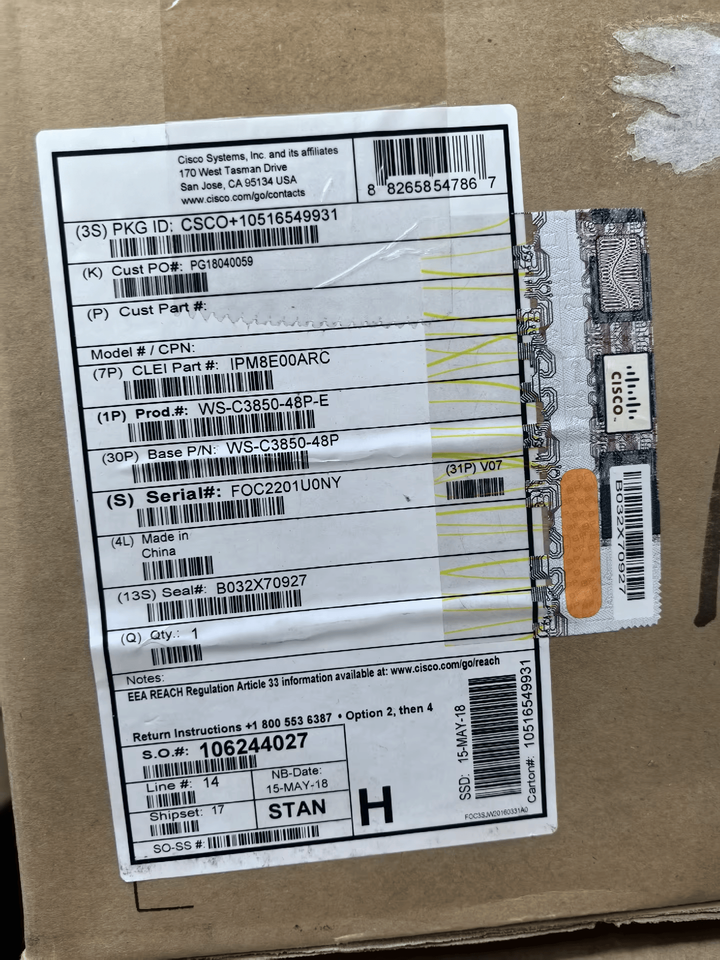 Cisco Systems, Inc. and its affiliates
170 West Tasman Drive
San Jose, CA 95134 USA
www.cisco.com/go/contacts
8 82658 54786 7
(3S) PKG ID: CSCO+10516549931
(K) Cust PO#: PG18040059
(P) Cust Part #:
Model # / CPN:
(7P) CLEI Part #: IPM8E00ARC
(1P) Prod.#: WS-C3850-48P-E
(30P) Base P/N: WS-C3850-48P
(31P) V07
(S) Serial#: FOC2201U0NY
(4L) Made in
China
(13S) Seal#: B032X70927
(Q) Qty.: 1
Notes:
EEA REACH Regulation Article 33 information available at: www.cisco.com/go/reach
Return Instructions +1 800 553 6387 • Option 2, then 4
S.O.#: 106244027
Line #: 14
NB-Date:
15-MAY-18
Shipset: 17
STAN
SO-SS #:
H
SSD: 15-MAY-18
Carton#: 10516549931
FOC3SJW20160331A0
CISCO
B032X70927